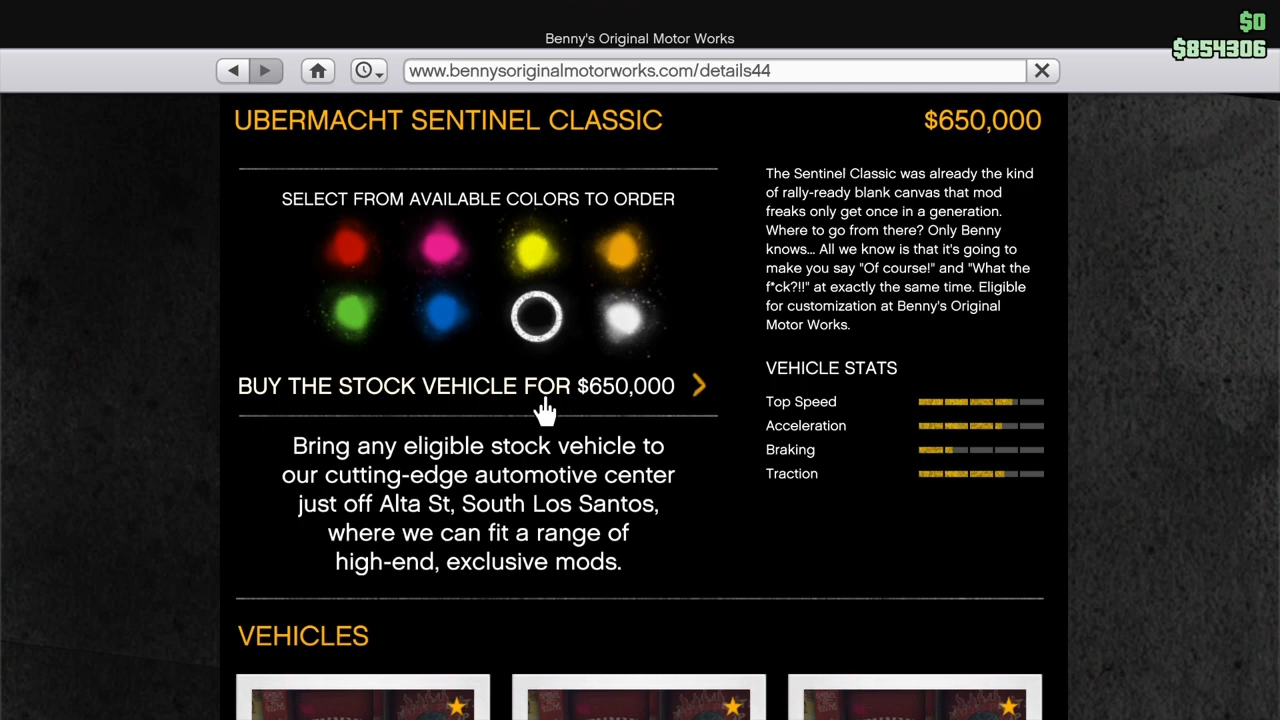 $0
Benny's Original Motor Works
$854306
www.bennysoriginalmotorworks.com/details44
UBERMACHT SENTINEL CLASSIC
$650,000
SELECT FROM AVAILABLE COLORS TO ORDER
BUY THE STOCK VEHICLE FOR $650,000
Bring any eligible stock vehicle to
our cutting-edge automotive center
just off Alta St, South Los Santos,
where we can fit a range of
high-end, exclusive mods.
The Sentinel Classic was already the kind
of rally-ready blank canvas that mod
freaks only get once in a generation.
Where to go from there? Only Benny
knows... All we know is that it's going to
make you say "Of course!" and "What the
f*ck?!!" at exactly the same time. Eligible
for customization at Benny's Original
Motor Works.
VEHICLE STATS
Top Speed
Acceleration
Braking
Traction
VEHICLES